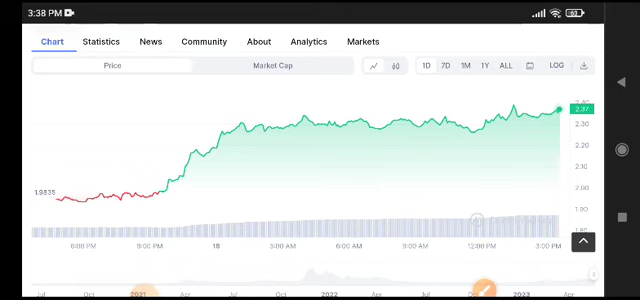 3:38 PM
63
Chart Statistics News Community About Analytics Markets
Price Market Cap 1D 7D 1M 1Y ALL LOG
2.40
2.37
2.30
2.20
2.10
2.00
1.9835
1.90
1.80
6:00 PM 9:00 PM 18 3:00 AM 6:00 AM 9:00 AM 12:00 PM 3:00 PM
Jul Oct 2021 Apr Jul Oct 2022 Apr Jul 2023 Apr